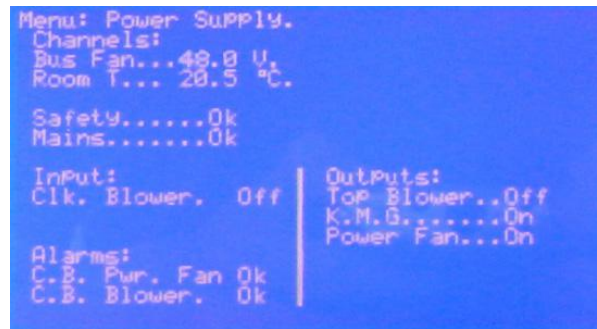 Menu: Power Supply.
Channels:
Bus Fan...48.0 V.
Room T... 20.5 °C.
Safety......Ok
Mains.......Ok
Input:
Clk. Blower. Off
Alarms:
C.B. Pwr. Fan Ok
C.B. Blower. Ok
Outputs:
Top Blower..Off
K.M.G.......On
Power Fan...On